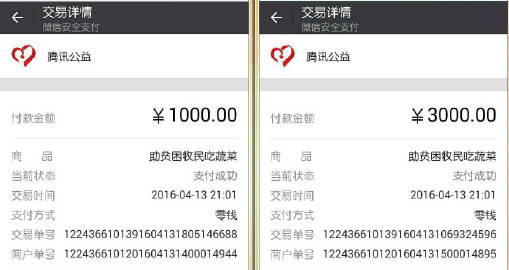 交易详情
微信安全支付
腾讯公益
付款金额 ￥1000.00
商 品 助贫困牧民吃蔬菜
当前状态 支付成功
交易时间 2016-04-13 21:01
支付方式 零钱
交易单号 1224366101391604131805146688
商户单号 1224366101201604131400014944
交易详情
微信安全支付
腾讯公益
付款金额 ￥3000.00
商 品 助贫困牧民吃蔬菜
当前状态 支付成功
交易时间 2016-04-13 21:01
支付方式 零钱
交易单号 1224366101391604131069324596
商户单号 1224366101201604131500014895